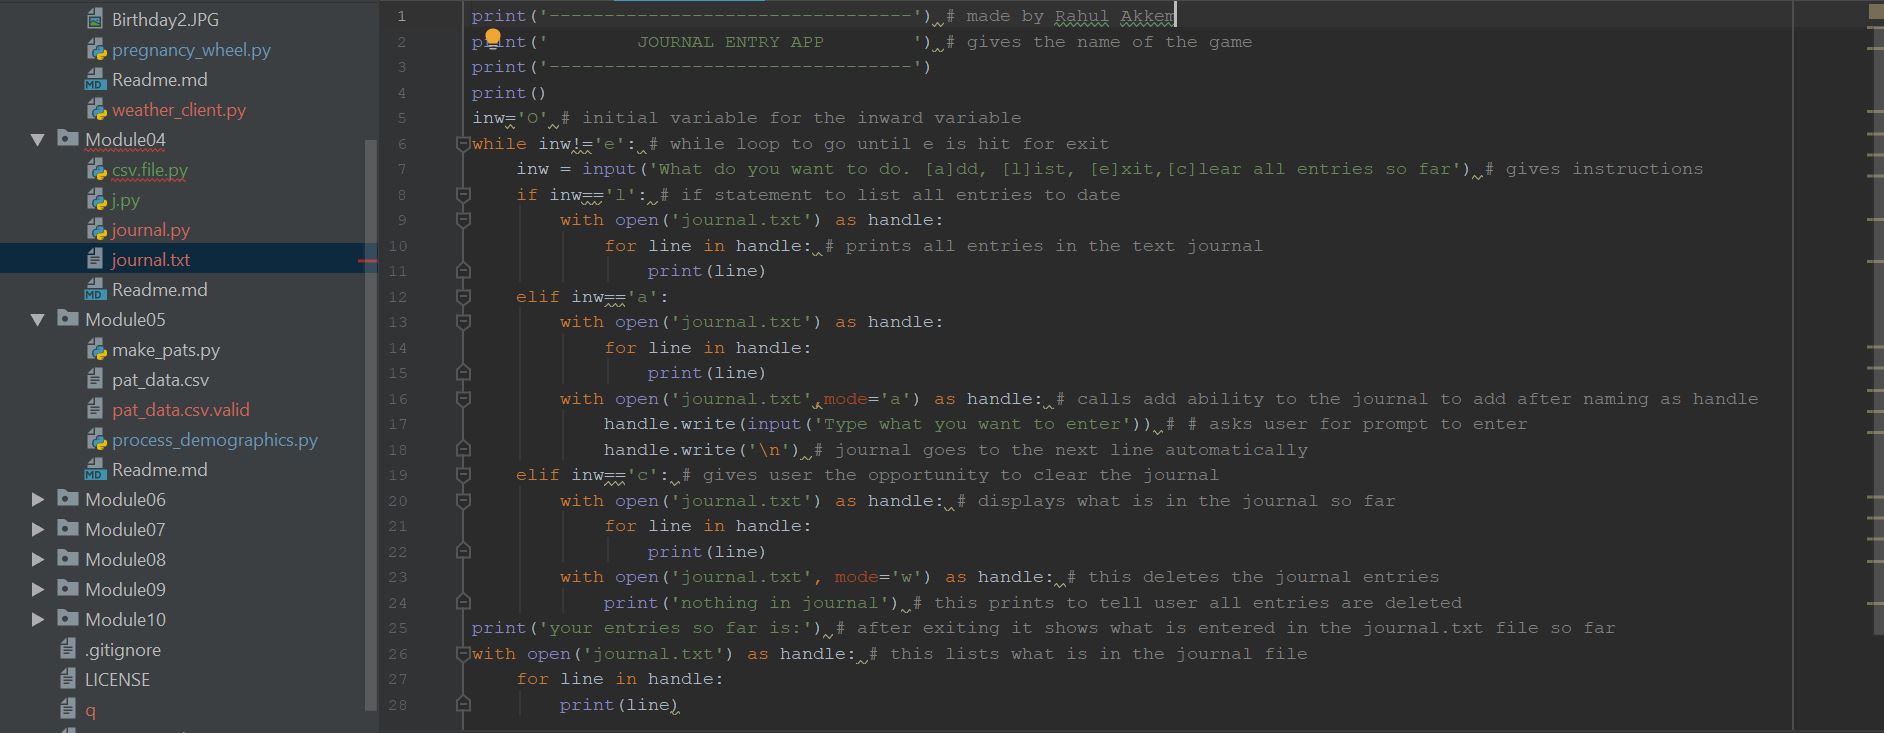 Birthday2.JPG
pregnancy_wheel.py
Readme.md
weather_client.py
Module04
csv.file.py
j.py
journal.py
journal.txt
Readme.md
Module05
make_pats.py
pat_data.csv
pat_data.csv.valid
process_demographics.py
Readme.md
Module06
Module07
Module08
Module09
Module10
.gitignore
LICENSE
q
1 print('---------------------------------') # made by Rahul Akkem
2 print('        JOURNAL ENTRY APP        ') # gives the name of the game
3 print('---------------------------------')
4 print()
5 inw='O' # initial variable for the inward variable
6 while inw!='e': # while loop to go until e is hit for exit
7     inw = input('What do you want to do. [a]dd, [l]ist, [e]xit,[c]lear all entries so far') # gives instructions
8     if inw=='l': # if statement to list all entries to date
9         with open('journal.txt') as handle:
10             for line in handle: # prints all entries in the text journal
11                 print(line)
12     elif inw=='a':
13         with open('journal.txt') as handle:
14             for line in handle:
15                 print(line)
16         with open('journal.txt',mode='a') as handle: # calls add ability to the journal to add after naming as handle
17             handle.write(input('Type what you want to enter')) # # asks user for prompt to enter
18             handle.write('\n') # journal goes to the next line automatically
19     elif inw=='c': # gives user the opportunity to clear the journal
20         with open('journal.txt') as handle: # displays what is in the journal so far
21             for line in handle:
22                 print(line)
23         with open('journal.txt', mode='w') as handle: # this deletes the journal entries
24             print('nothing in journal') # this prints to tell user all entries are deleted
25 print('your entries so far is:') # after exiting it shows what is entered in the journal.txt file so far
26 with open('journal.txt') as handle: # this lists what is in the journal file
27     for line in handle:
28         print(line)